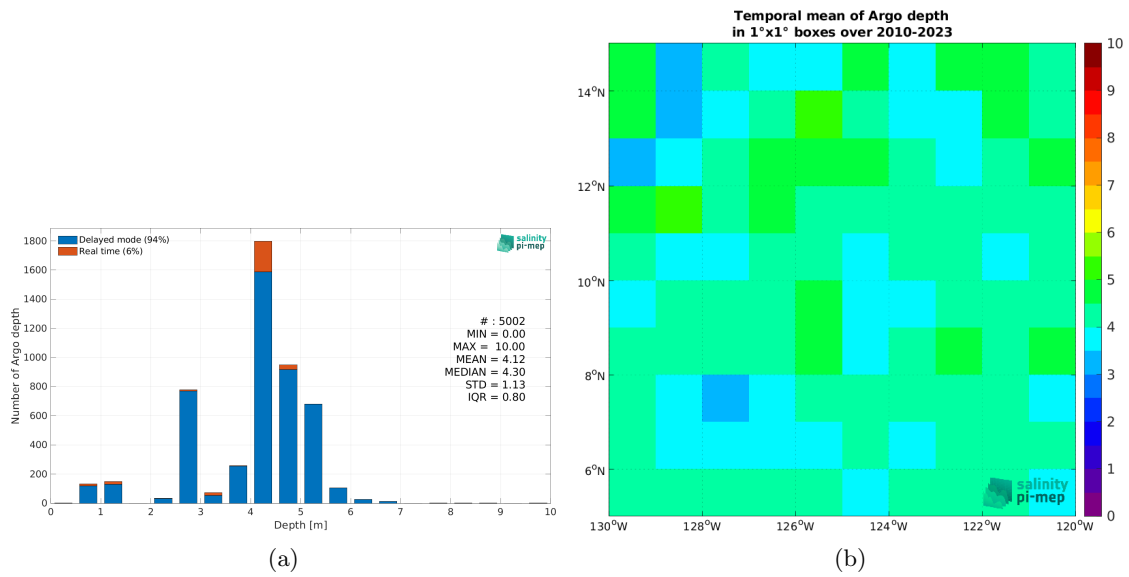 Delayed mode (94%)
Real time (6%)
salinity
pi-mep
1800
1600
1400
1200
1000
800
600
400
200
0
Number of Argo depth
# : 5002
MIN = 0.00
MAX = 10.00
MEAN = 4.12
MEDIAN = 4.30
STD = 1.13
IQR = 0.80
0 1 2 3 4 5 6 7 8 9 10
Depth [m]
(a)
Temporal mean of Argo depth
in 1°x1° boxes over 2010-2023
14°N
12°N
10°N
8°N
6°N
130°W 128°W 126°W 124°W 122°W 120°W
10
9
8
7
6
5
4
3
2
1
0
salinity
pi-mep
(b)